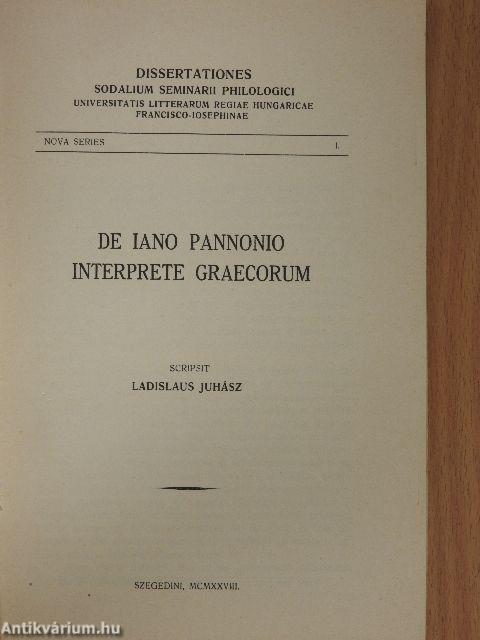 DISSERTATIONES
SODALIUM SEMINARII PHILOLOGICI
UNIVERSITATIS LITTERARUM REGIAE HUNGARICAE
FRANCISCO-IOSEPHINAE
NOVA SERIES I.
DE IANO PANNONIO
INTERPRETE GRAECORUM
SCRIPSIT
LADISLAUS JUHÁSZ
SZEGEDINI, MCMXXVIII.
Antikvárium.hu